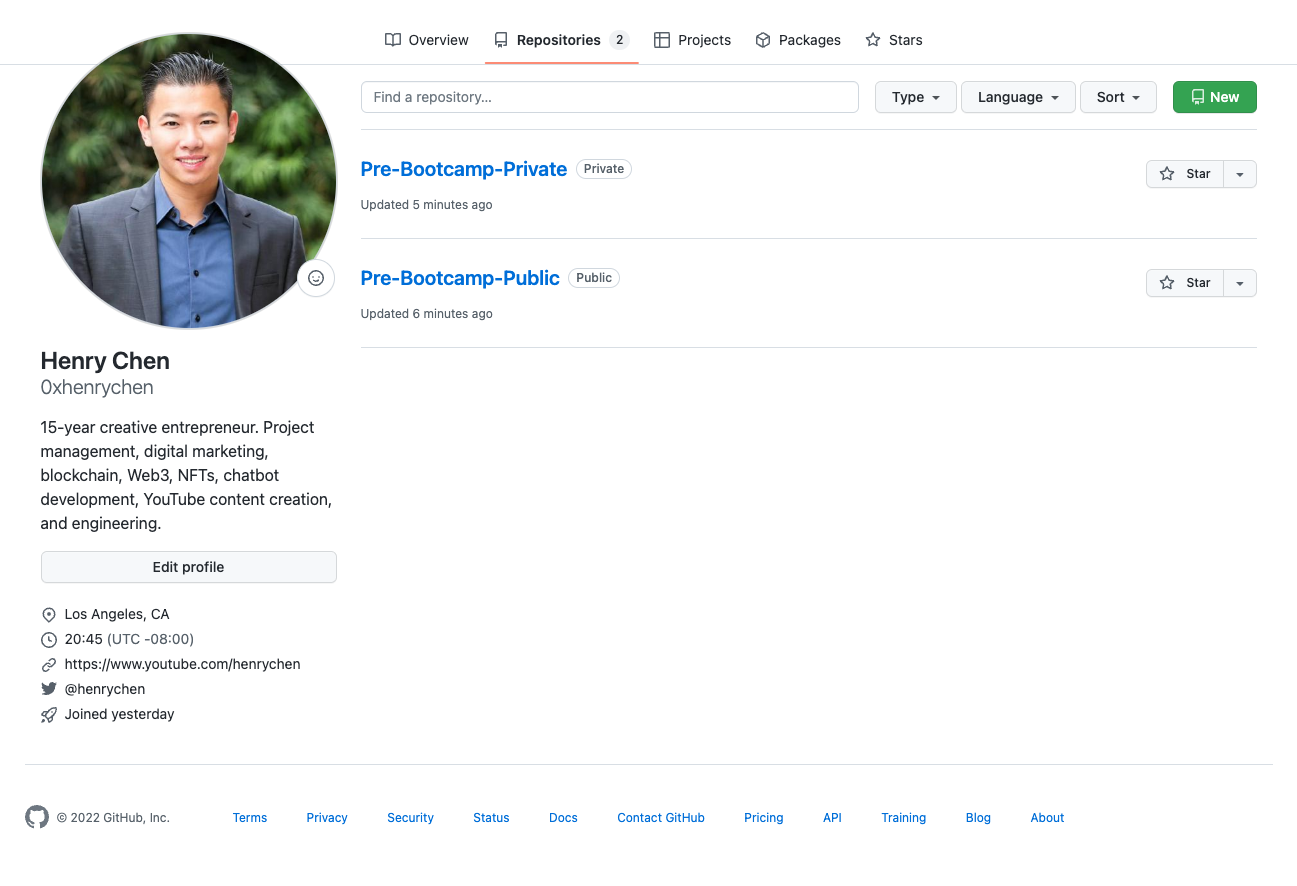 Overview Repositories 2 Projects Packages Stars
Find a repository... Type Language Sort New
Pre-Bootcamp-Private Private Star
Updated 5 minutes ago
Pre-Bootcamp-Public Public Star
Updated 6 minutes ago
Henry Chen
0xhenrychen
15-year creative entrepreneur. Project
management, digital marketing,
blockchain, Web3, NFTs, chatbot
development, YouTube content creation,
and engineering.
Edit profile
Los Angeles, CA
20:45 (UTC -08:00)
https://www.youtube.com/henrychen
@henrychen
Joined yesterday
© 2022 GitHub, Inc. Terms Privacy Security Status Docs Contact GitHub Pricing API Training Blog About